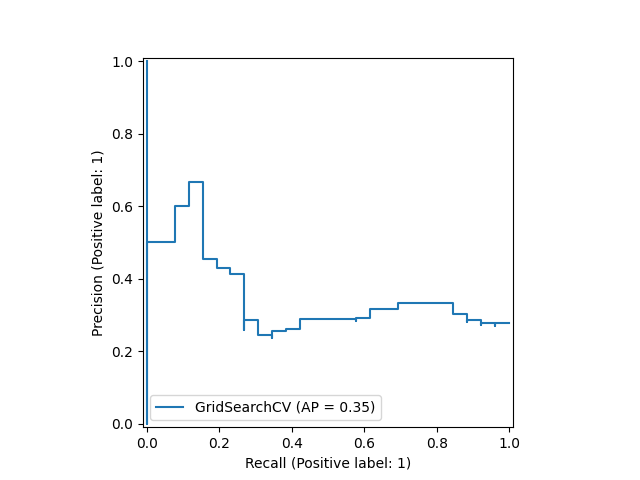 1.0
0.8
0.6
0.4
0.2
0.0
Precision (Positive label: 1)
GridSearchCV (AP = 0.35)
0.0 0.2 0.4 0.6 0.8 1.0
Recall (Positive label: 1)